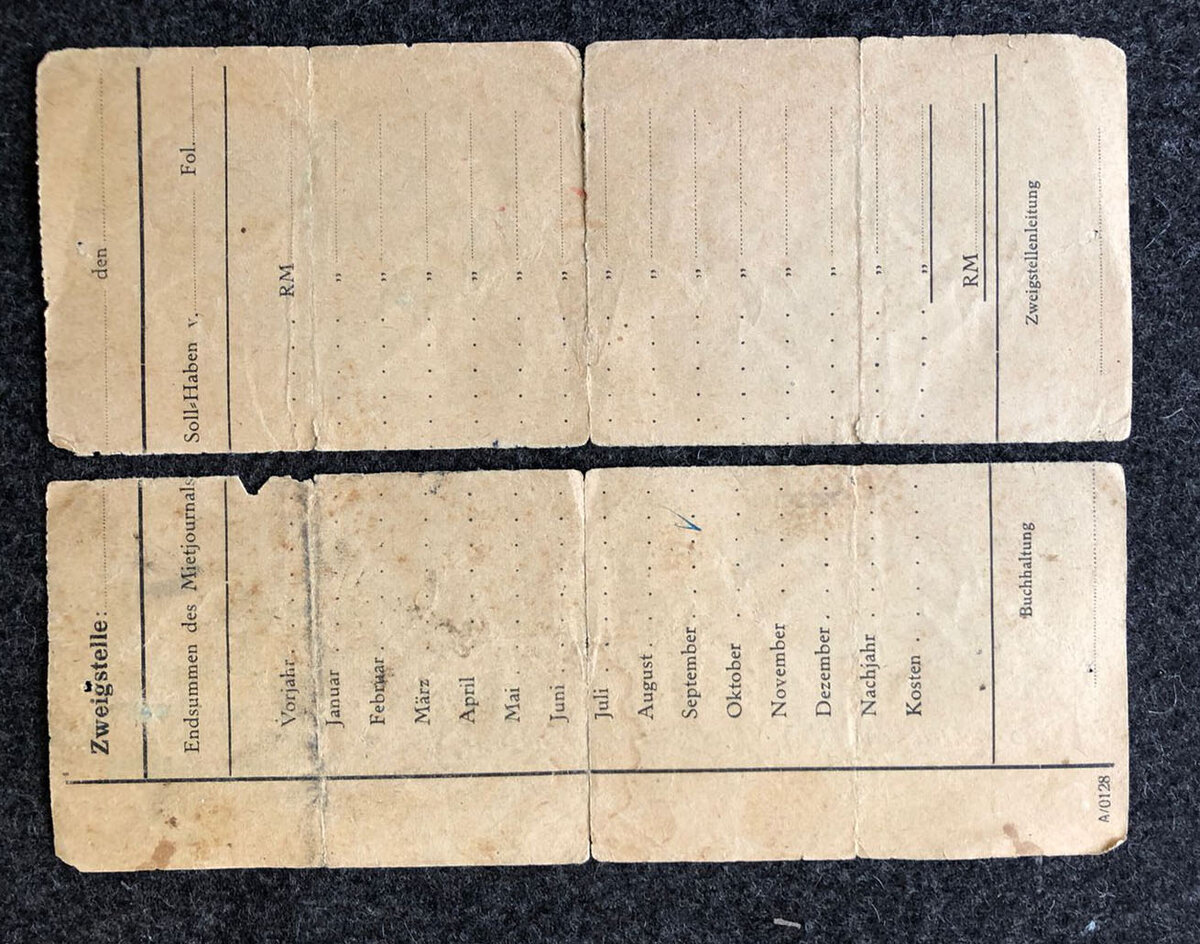 Zweigstelle: den
Endsummen des Mietjournals Soll=Haben v. Fol.
Vorjahr . . . . . . . . RM
Januar . . . . . . . . „
Februar . . . . . . . . „
März . . . . . . . . „
April . . . . . . . . „
Mai . . . . . . . . „
Juni . . . . . . . . „
Juli . . . . . . . . „
August . . . . . . . . „
September . . . . . . . . „
Oktober . . . . . . . . „
November . . . . . . . . „
Dezember . . . . . . . . „
Nachjahr . . . . . . . . „
Kosten . . . . . . . . „
RM
Buchhaltung Zweigstellenleitung
A/0128